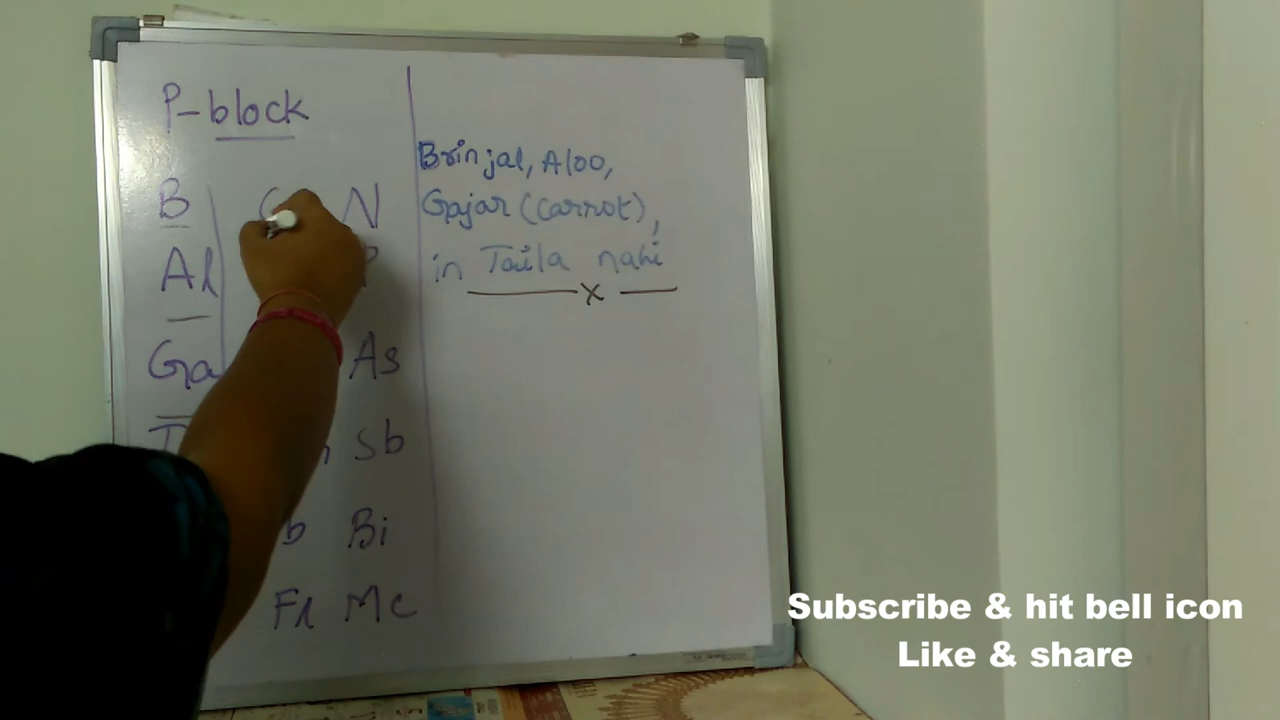 P-block
B N
Al
Ga As
Sb
Bi
Fl Mc
Brinjal, Aloo,
Gajar (carrot),
in Taila nahi
x
Subscribe & hit bell icon
Like & share